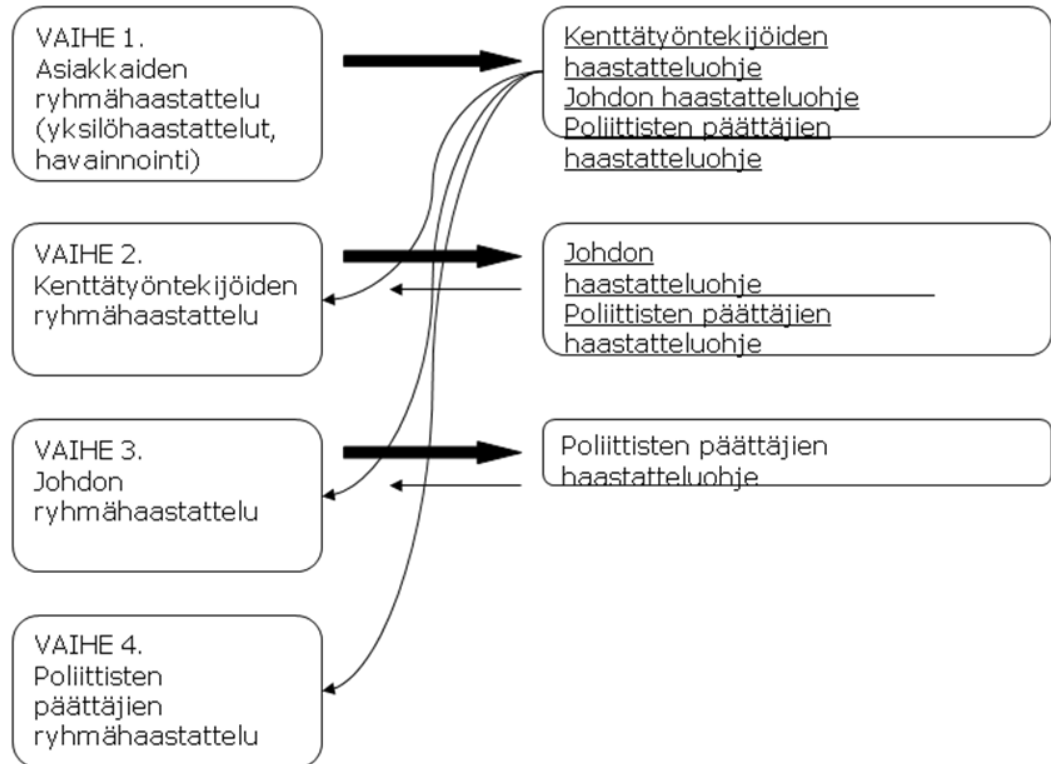 VAIHE 1.
Asiakkaiden
ryhmähaastattelu
(yksilöhaastattelut,
havainnointi)
Kenttätyöntekijöiden
haastatteluohje
Johdon haastatteluohje
Poliittisten päättäjien
haastatteluohje
VAIHE 2.
Kenttätyöntekijöiden
ryhmähaastattelu
Johdon
haastatteluohje
Poliittisten päättäjien
haastatteluohje
VAIHE 3.
Johdon
ryhmähaastattelu
Poliittisten päättäjien
haastatteluohje
VAIHE 4.
Poliittisten
päättäjien
ryhmähaastattelu